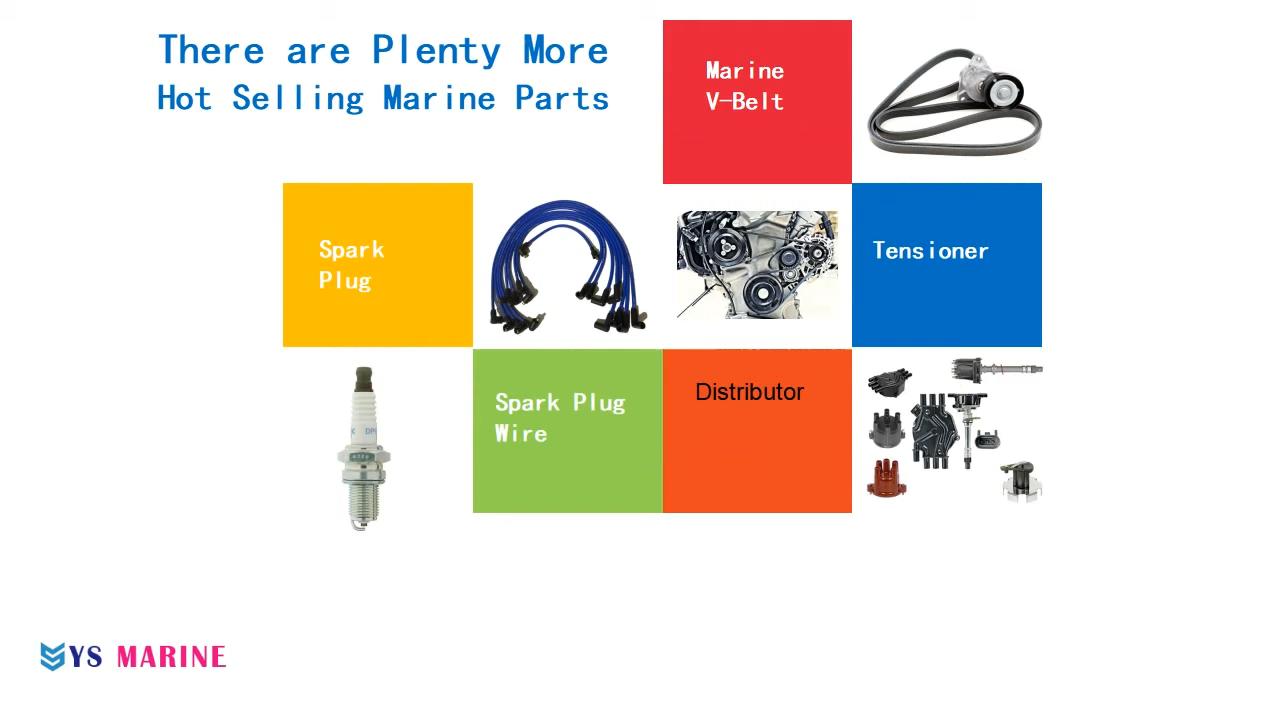 There are Plenty More
Hot Selling Marine Parts
Marine
V-Belt
Spark
Plug
Tensioner
Spark Plug
Wire
Distributor
YS MARINE